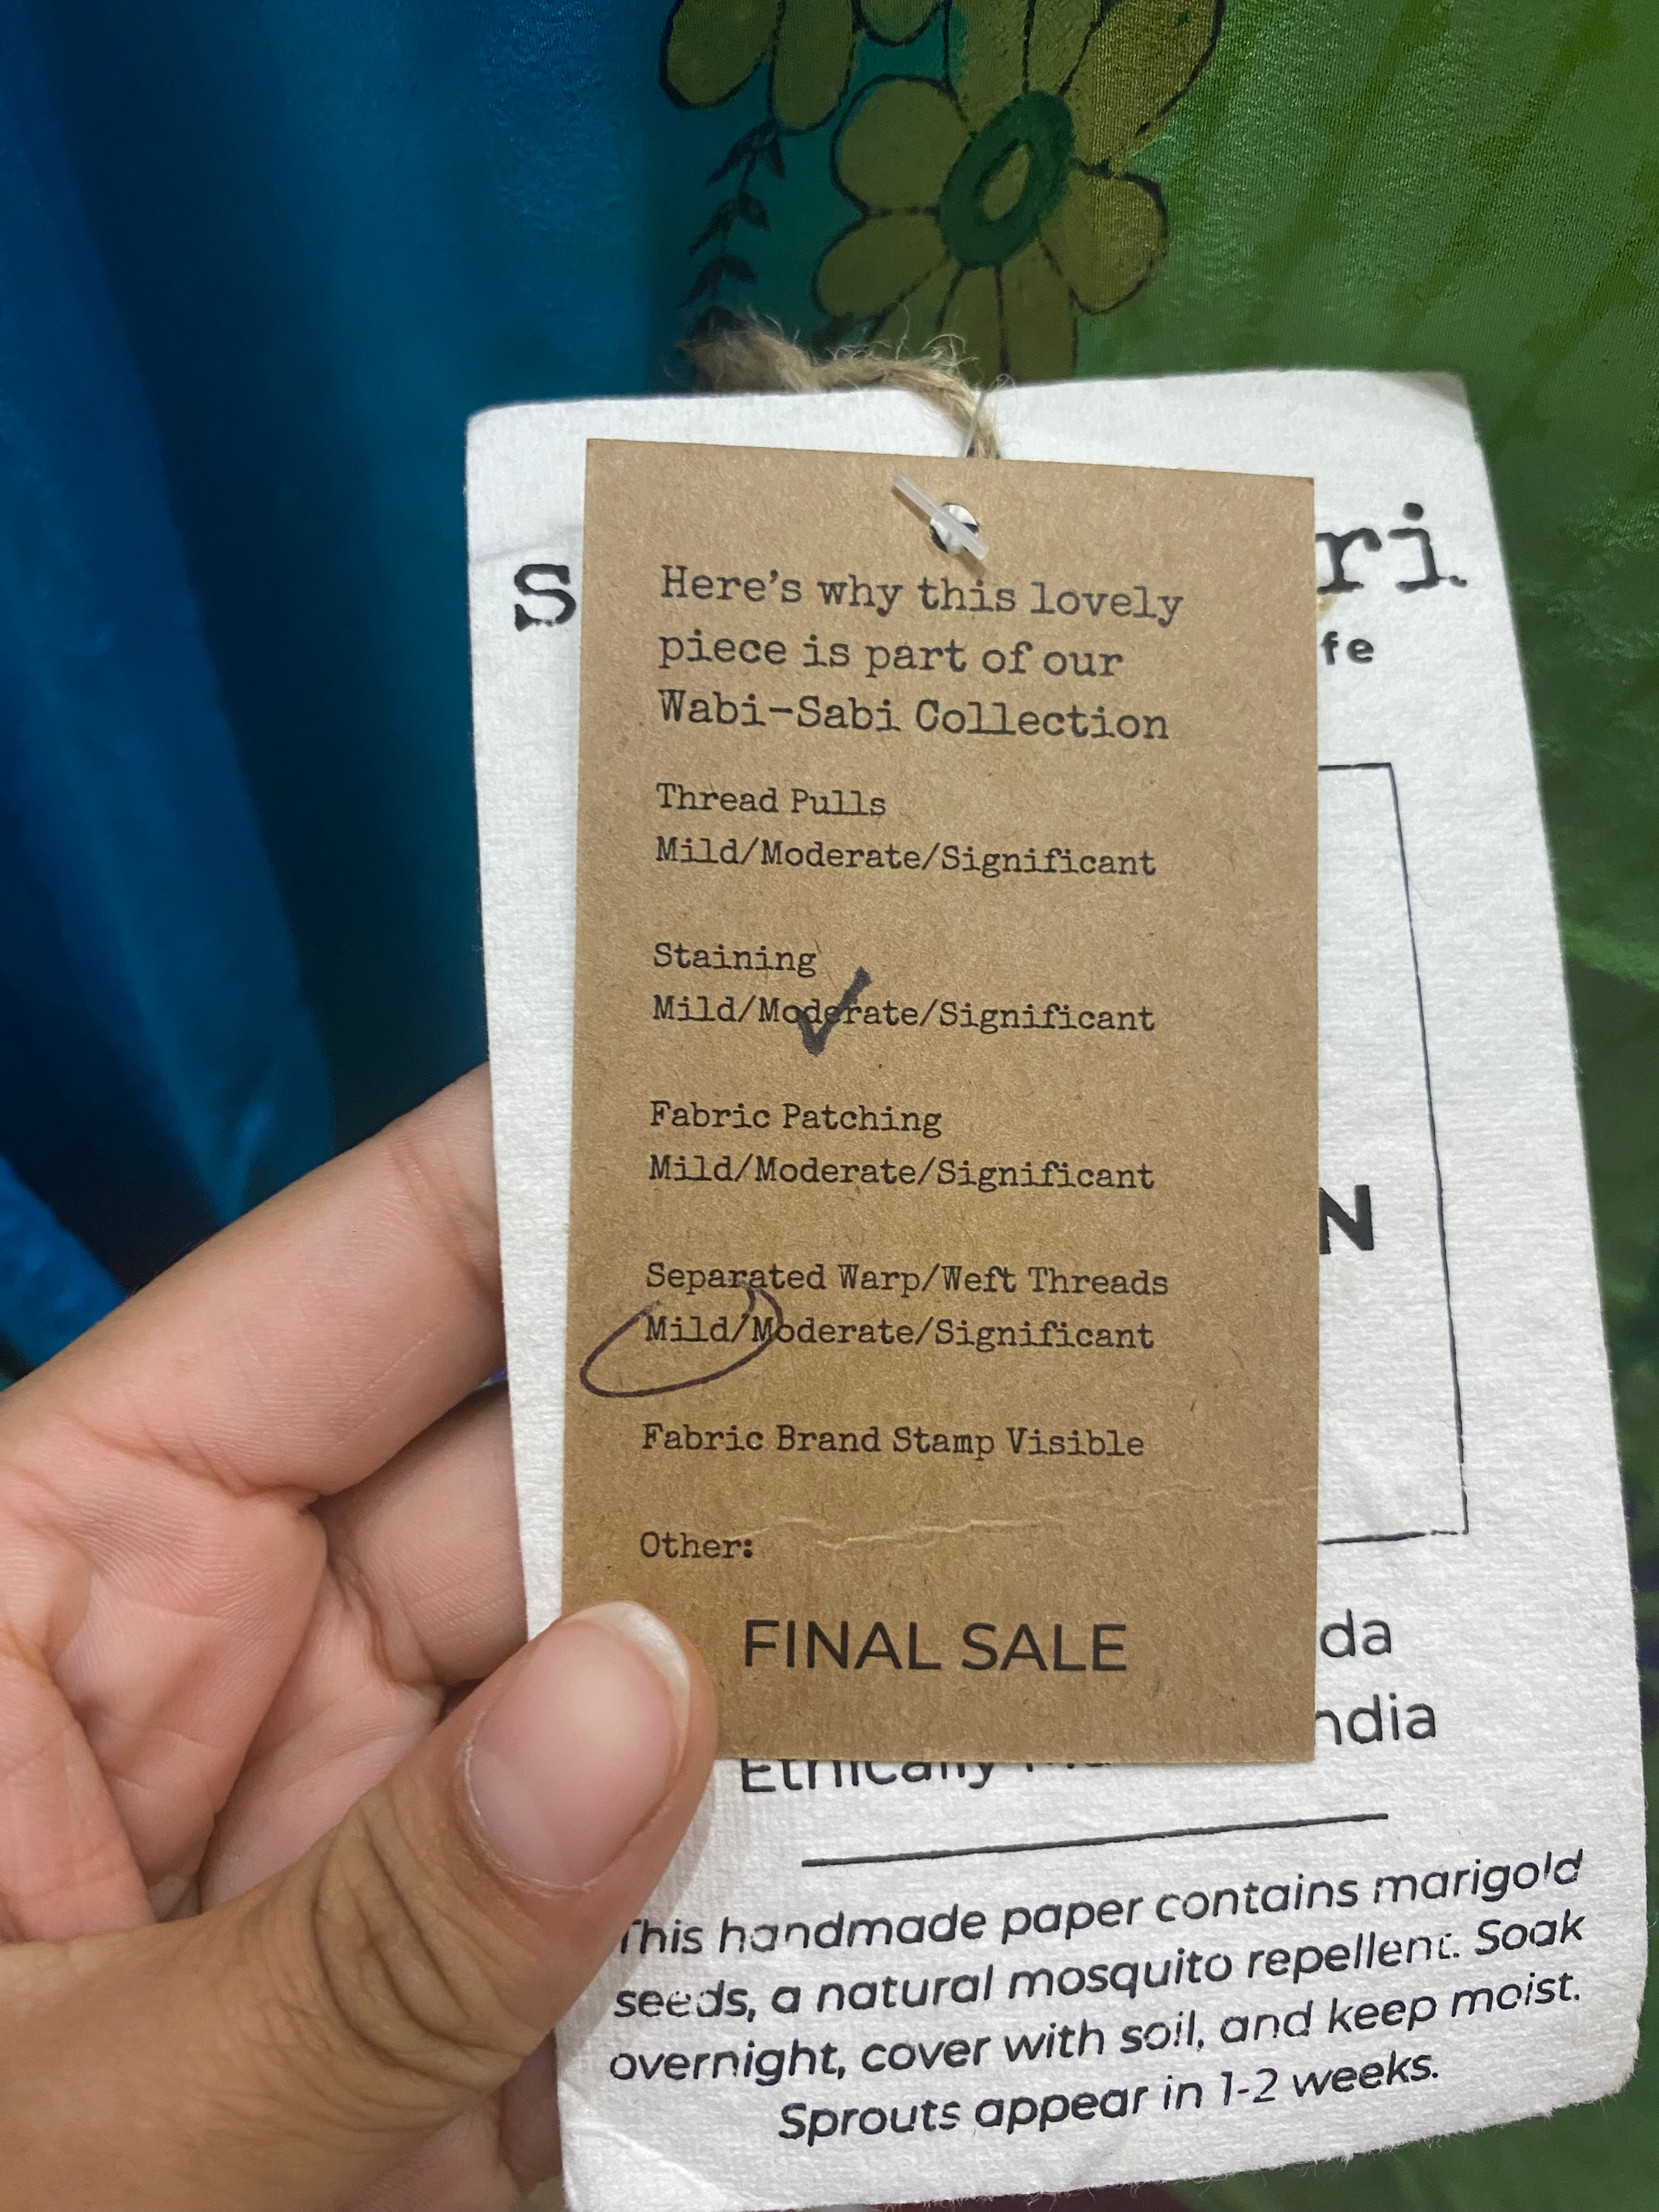 Here's why this lovely
piece is part of our
Wabi-Sabi Collection
Thread Pulls
Mild/Moderate/Significant
Staining
Mild/Moderate/Significant
Fabric Patching
Mild/Moderate/Significant
Separated Warp/Weft Threads
Mild/Moderate/Significant
Fabric Brand Stamp Visible
Other:
FINAL SALE
Ethically
This handmade paper contains marigold
seeds, a natural mosquito repellent. Soak
overnight, cover with soil, and keep moist.
Sprouts appear in 1-2 weeks.